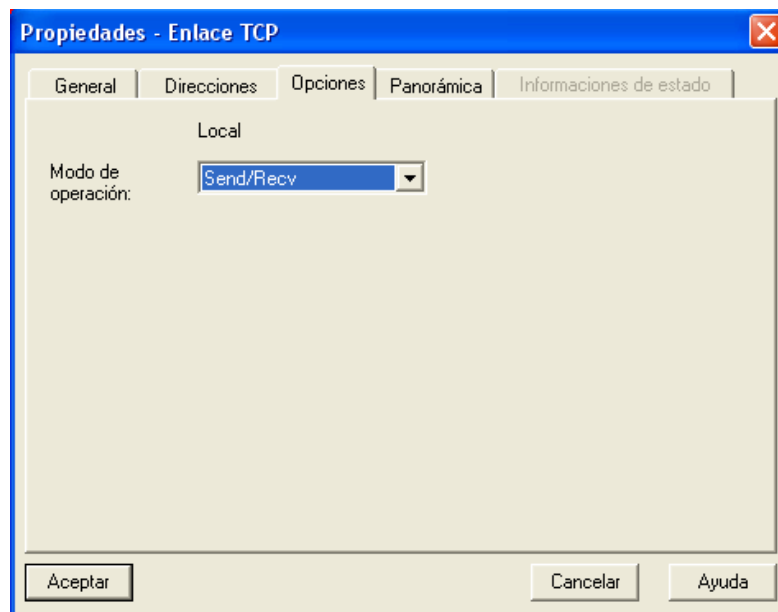 Propiedades - Enlace TCP
General Direcciones Opciones Panorámica Informaciones de estado
Local
Modo de
operación:
Send/Recv
Aceptar Cancelar Ayuda